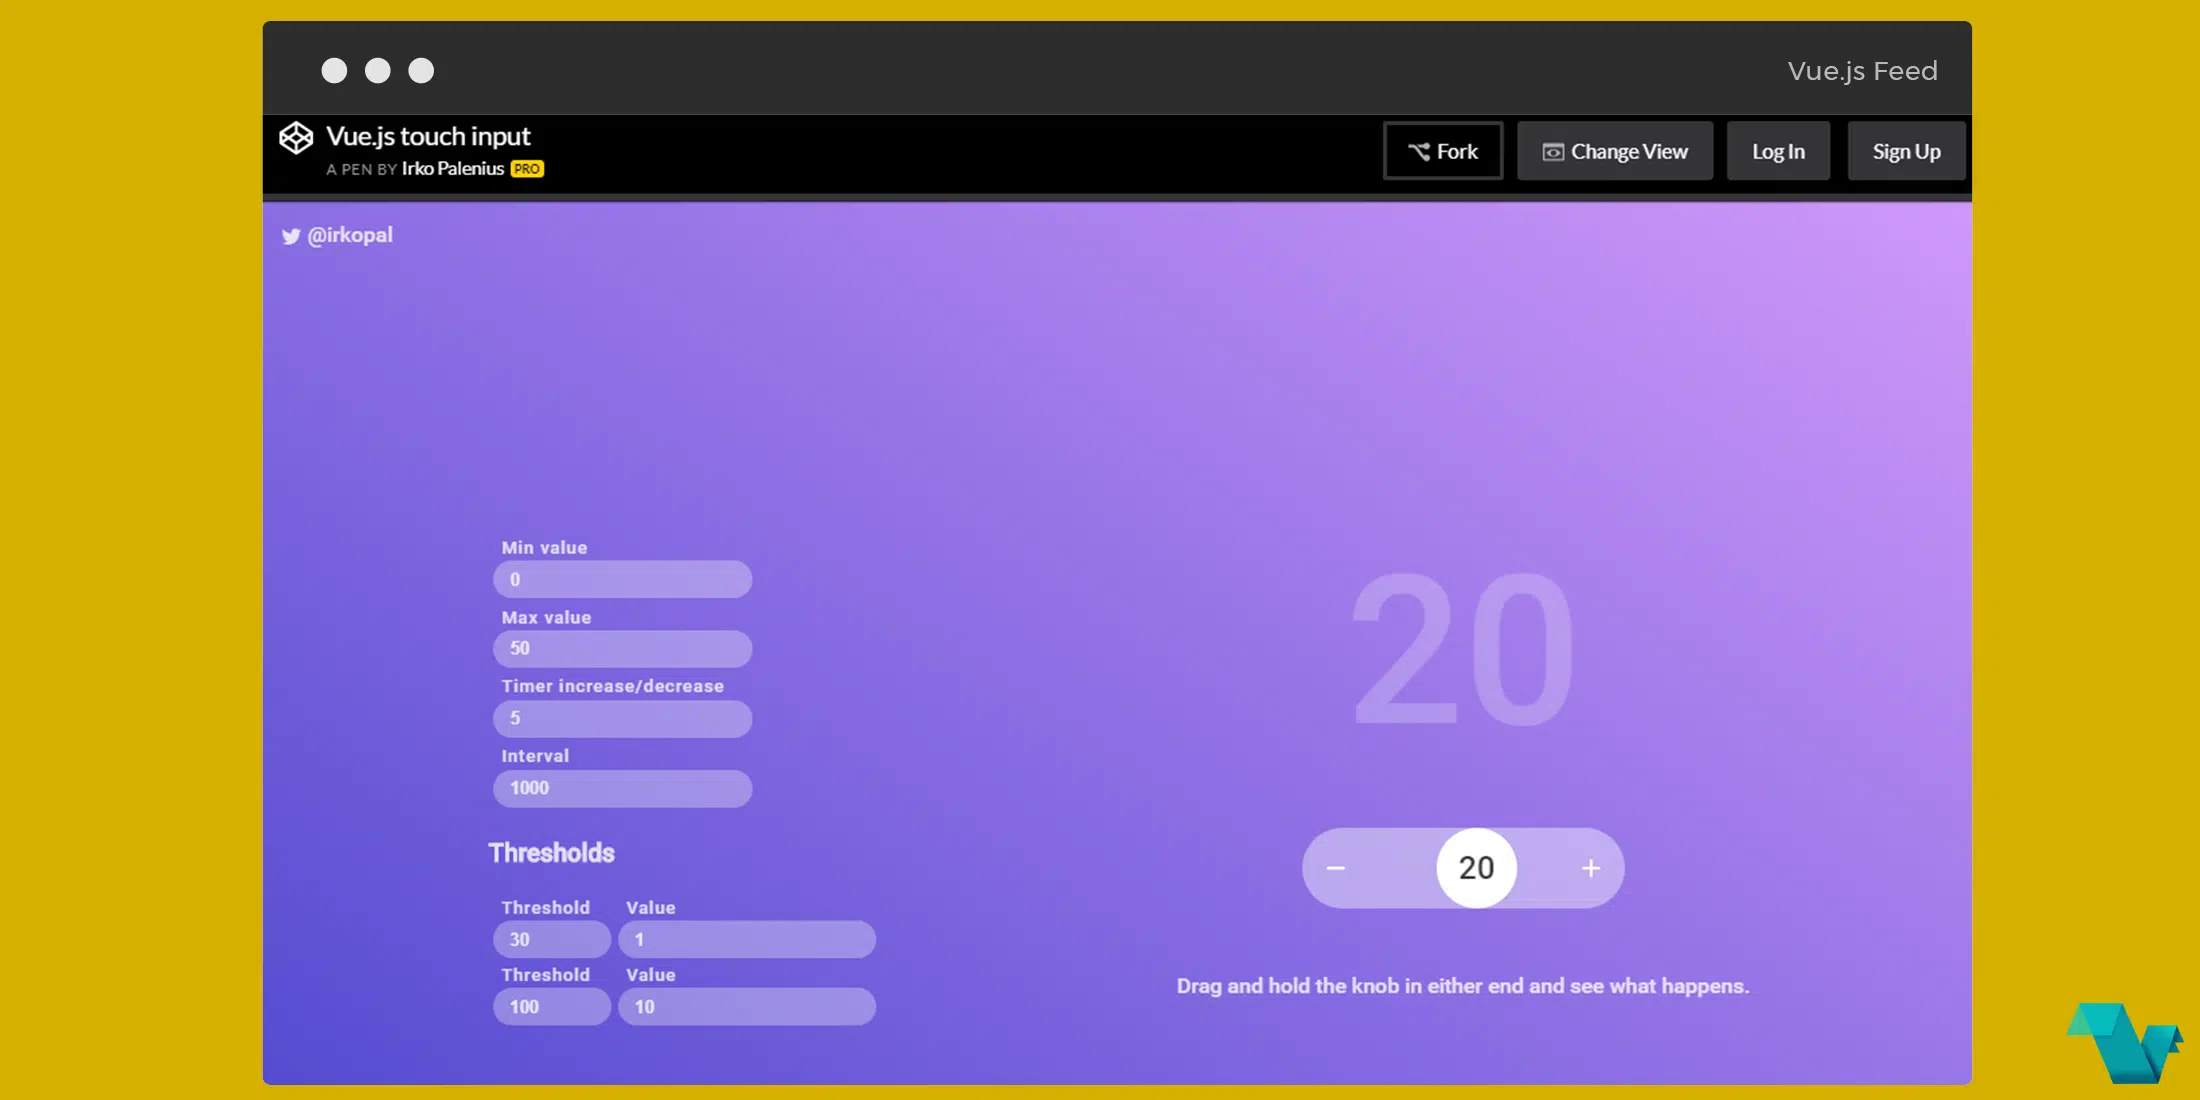 Vue.js Feed
Vue.js touch input
A PEN BY Irko Palenius PRO
Fork
Change View
Log In
Sign Up
@irkopal
Min value
0
Max value
50
Timer increase/decrease
5
Interval
1000
Thresholds
Threshold Value
30 1
Threshold Value
100 10
20
− 20 +
Drag and hold the knob in either end and see what happens.